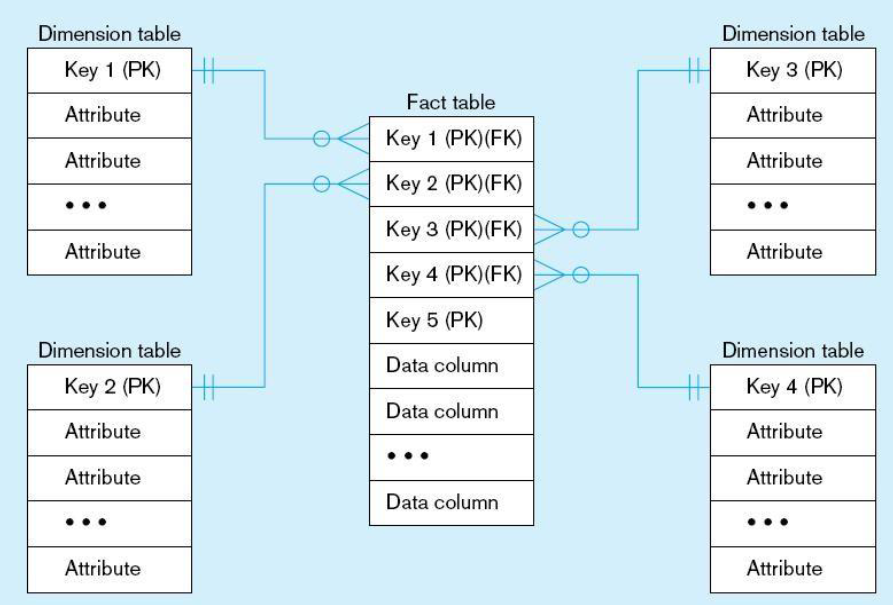 Dimension table
Key 1 (PK)
Attribute
Attribute
• • •
Attribute
Dimension table
Key 2 (PK)
Attribute
Attribute
• • •
Attribute
Fact table
Key 1 (PK)(FK)
Key 2 (PK)(FK)
Key 3 (PK)(FK)
Key 4 (PK)(FK)
Key 5 (PK)
Data column
Data column
• • •
Data column
Dimension table
Key 3 (PK)
Attribute
Attribute
• • •
Attribute
Dimension table
Key 4 (PK)
Attribute
Attribute
• • •
Attribute